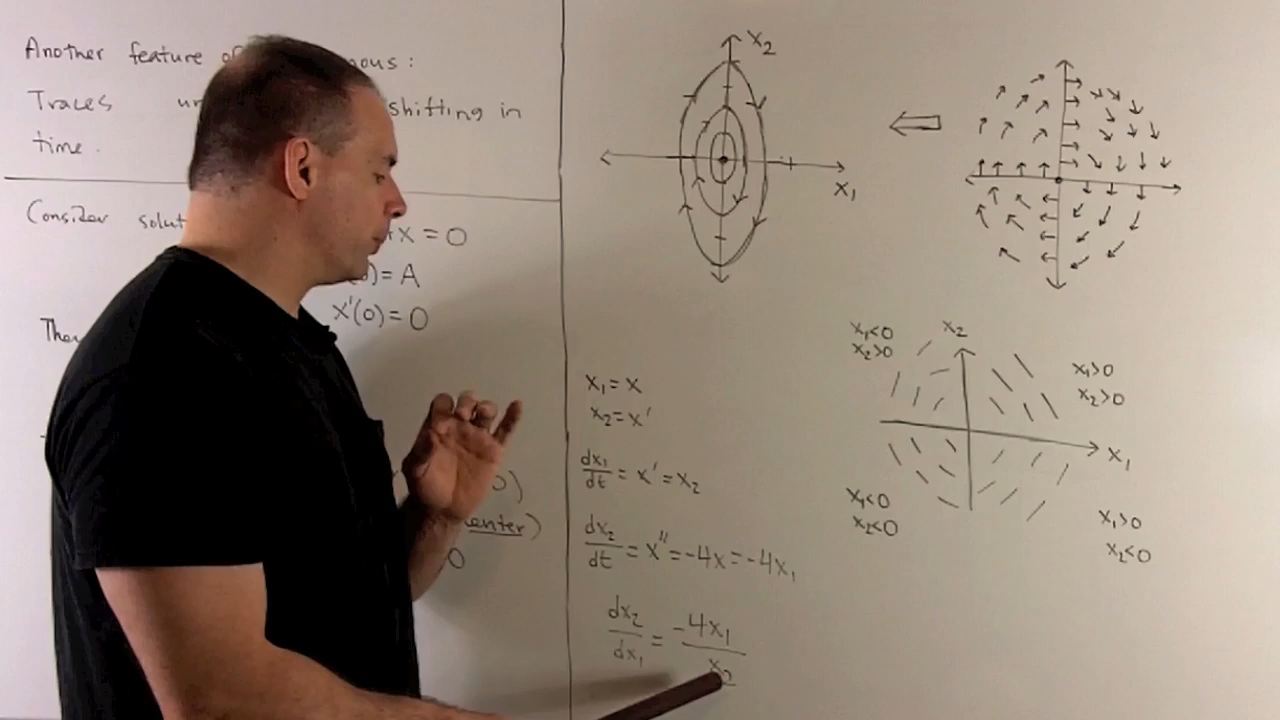 Another feature
Traces shifting in
time.
Consider
x = 0
= A
x'(0) = 0
x₂
x₁
x₁ = x
x₂ = x'
dx₁/dt = x' = x₂
dx₂/dt = x'' = -4x = -4x₁
dx₂/dx₁ = -4x₁/x₂
x₁<0
x₂>0
x₂
x₁>0
x₂>0
x₁
x₁<0
x₂<0
x₁>0
x₂<0